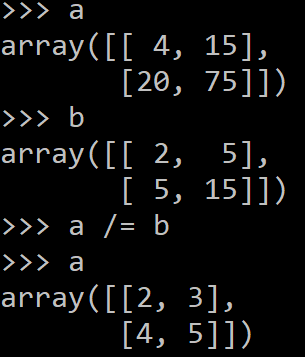 >>> a
array([[ 4, 15],
       [20, 75]])
>>> b
array([[ 2,  5],
       [ 5, 15]])
>>> a /= b
>>> a
array([[2, 3],
       [4, 5]])